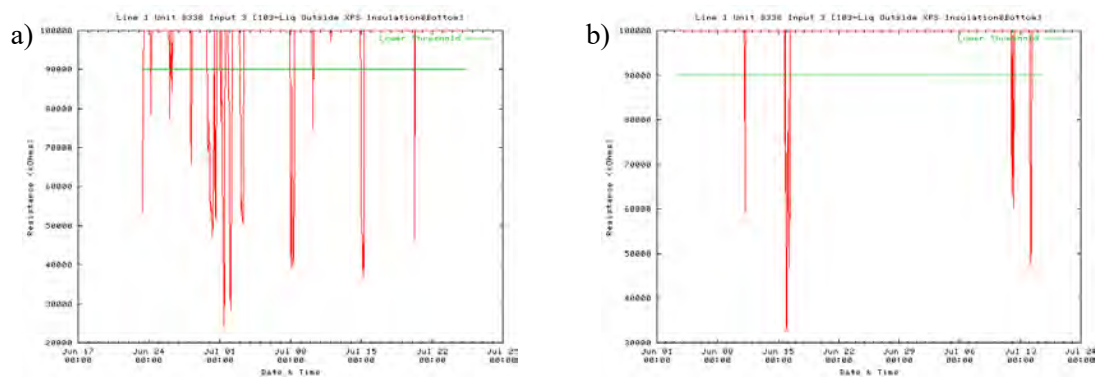 a)
Line 1 Unit 8338 Input 3 [103=Liq Outside XPS Insulation@Bottom]
Lower Threshold
100000
90000
80000
70000
60000
50000
40000
30000
20000
Resistance (kOhms)
Jun 17 Jun 24 Jul 01 Jul 08 Jul 15 Jul 22 Jul 29
00:00 00:00 00:00 00:00 00:00 00:00 00:00
Date & Time
b)
Line 1 Unit 8338 Input 3 [103=Liq Outside XPS Insulation@Bottom]
Lower Threshold
100000
90000
80000
70000
60000
50000
40000
30000
Resistance (kOhms)
Jun 01 Jun 08 Jun 15 Jun 22 Jun 29 Jul 06 Jul 13 Jul 20
00:00 00:00 00:00 00:00 00:00 00:00 00:00 00:00
Date & Time